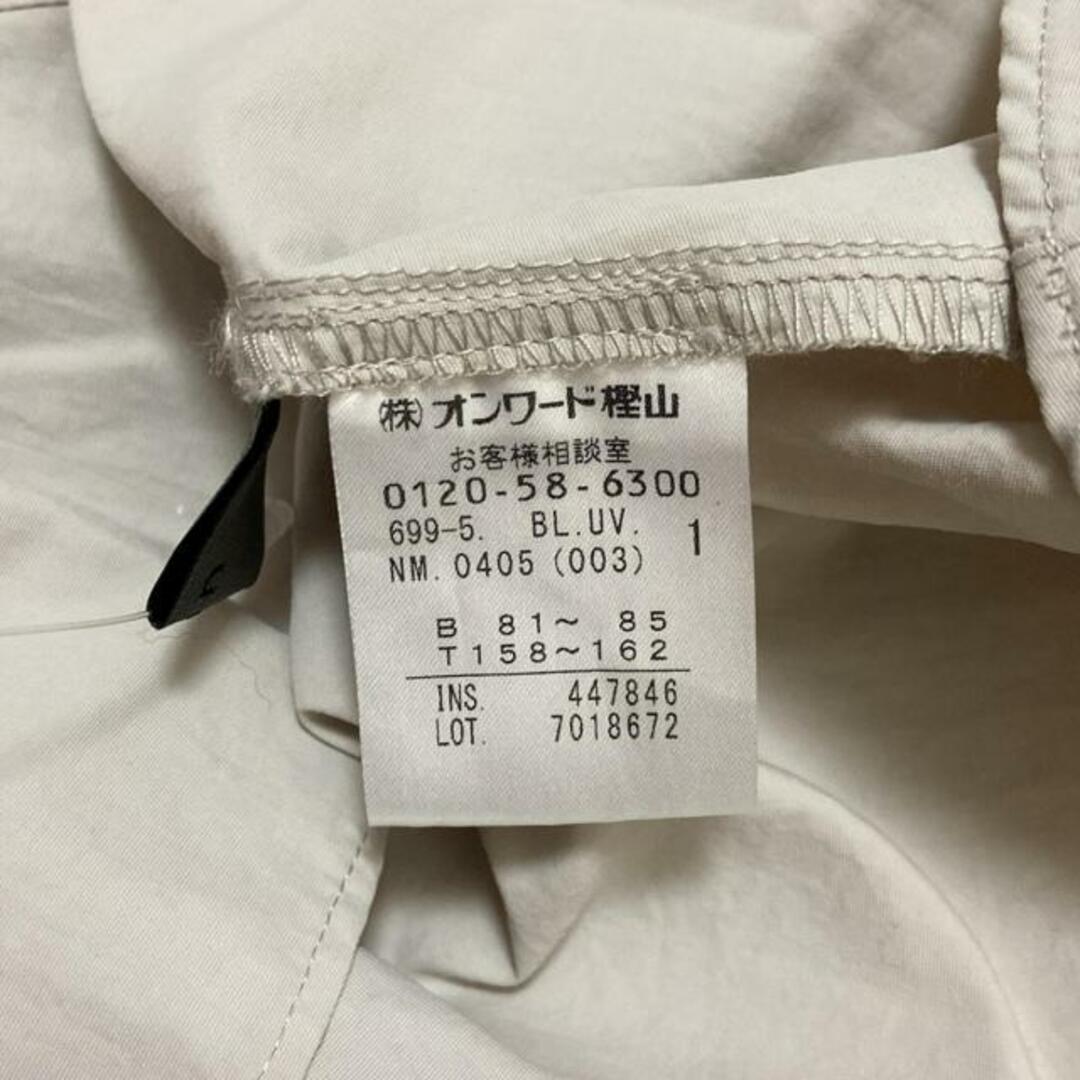 ㈱オンワード樫山
お客様相談室
0120-58-6300
699-5. BL.UV. 1
NM. 0405 (003)
B 81〜 85
T158〜162
INS. 447846
LOT. 7018672